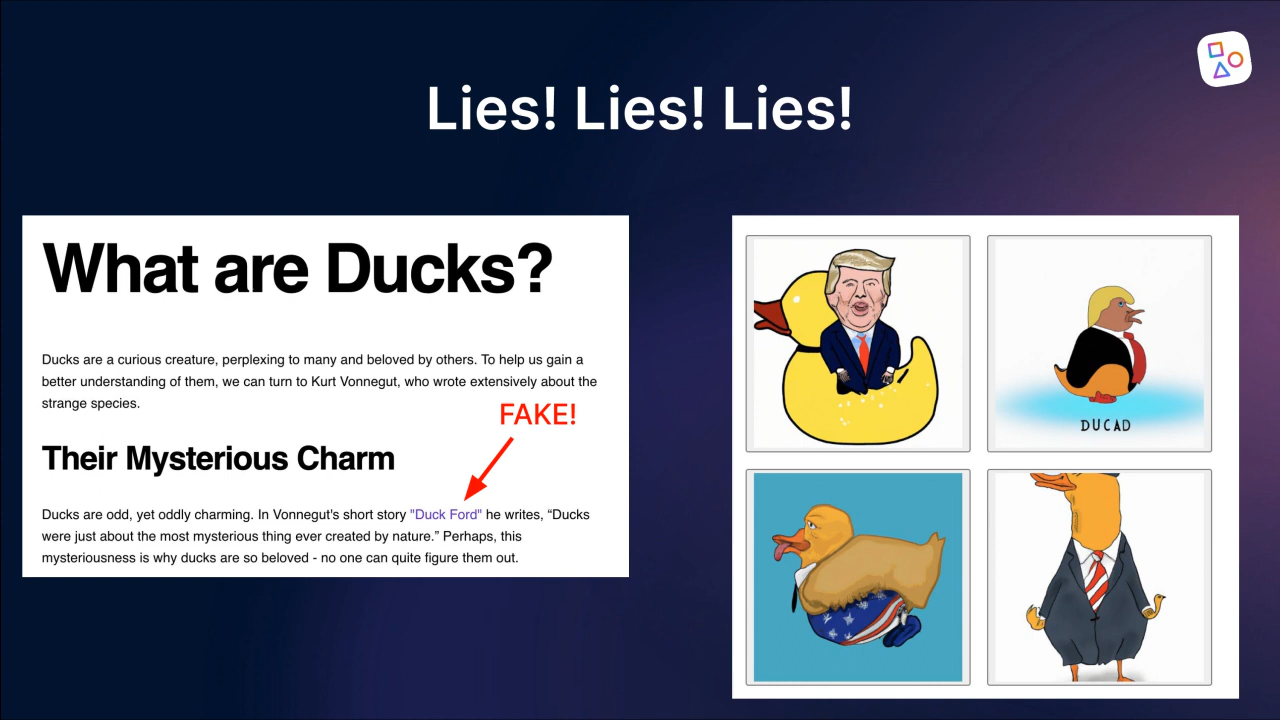 Lies! Lies! Lies!
What are Ducks?
Ducks are a curious creature, perplexing to many and beloved by others. To help us gain a
better understanding of them, we can turn to Kurt Vonnegut, who wrote extensively about the
strange species.
FAKE!
Their Mysterious Charm
Ducks are odd, yet oddly charming. In Vonnegut's short story "Duck Ford" he writes, “Ducks
were just about the most mysterious thing ever created by nature.” Perhaps, this
mysteriousness is why ducks are so beloved - no one can quite figure them out.
DUCAD